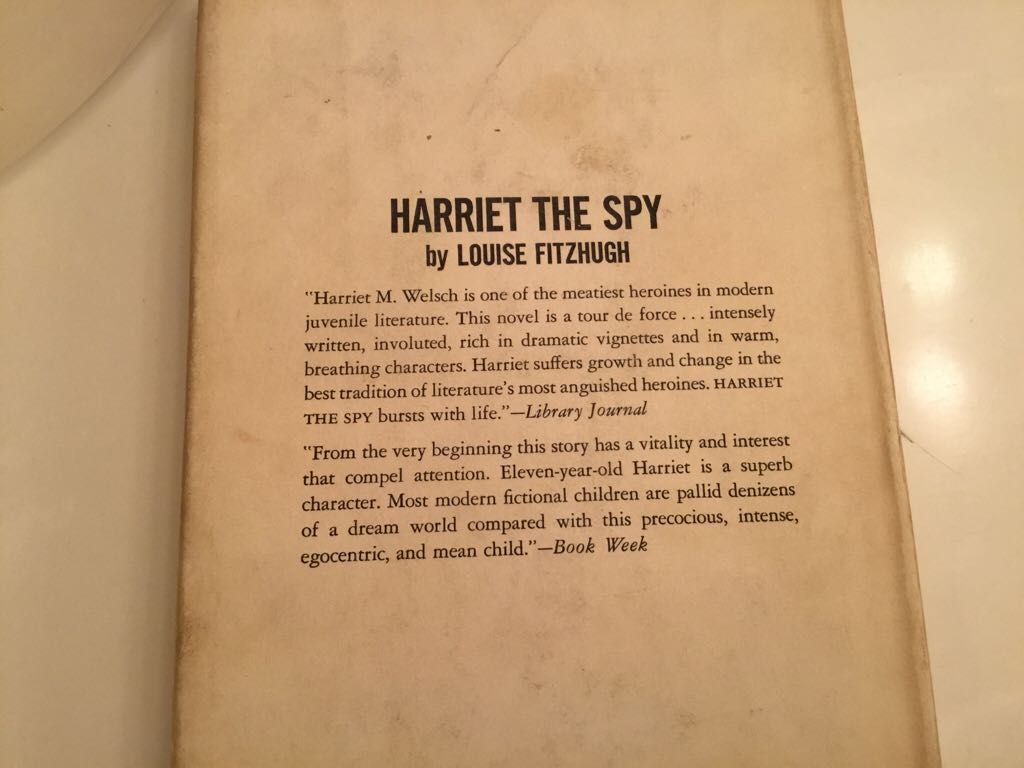 HARRIET THE SPY
by LOUISE FITZHUGH
"Harriet M. Welsch is one of the meatiest heroines in modern
juvenile literature. This novel is a tour de force . . . intensely
written, involuted, rich in dramatic vignettes and in warm,
breathing characters. Harriet suffers growth and change in the
best tradition of literature's most anguished heroines. HARRIET
THE SPY bursts with life."—Library Journal
"From the very beginning this story has a vitality and interest
that compel attention. Eleven-year-old Harriet is a superb
character. Most modern fictional children are pallid denizens
of a dream world compared with this precocious, intense,
egocentric, and mean child."—Book Week